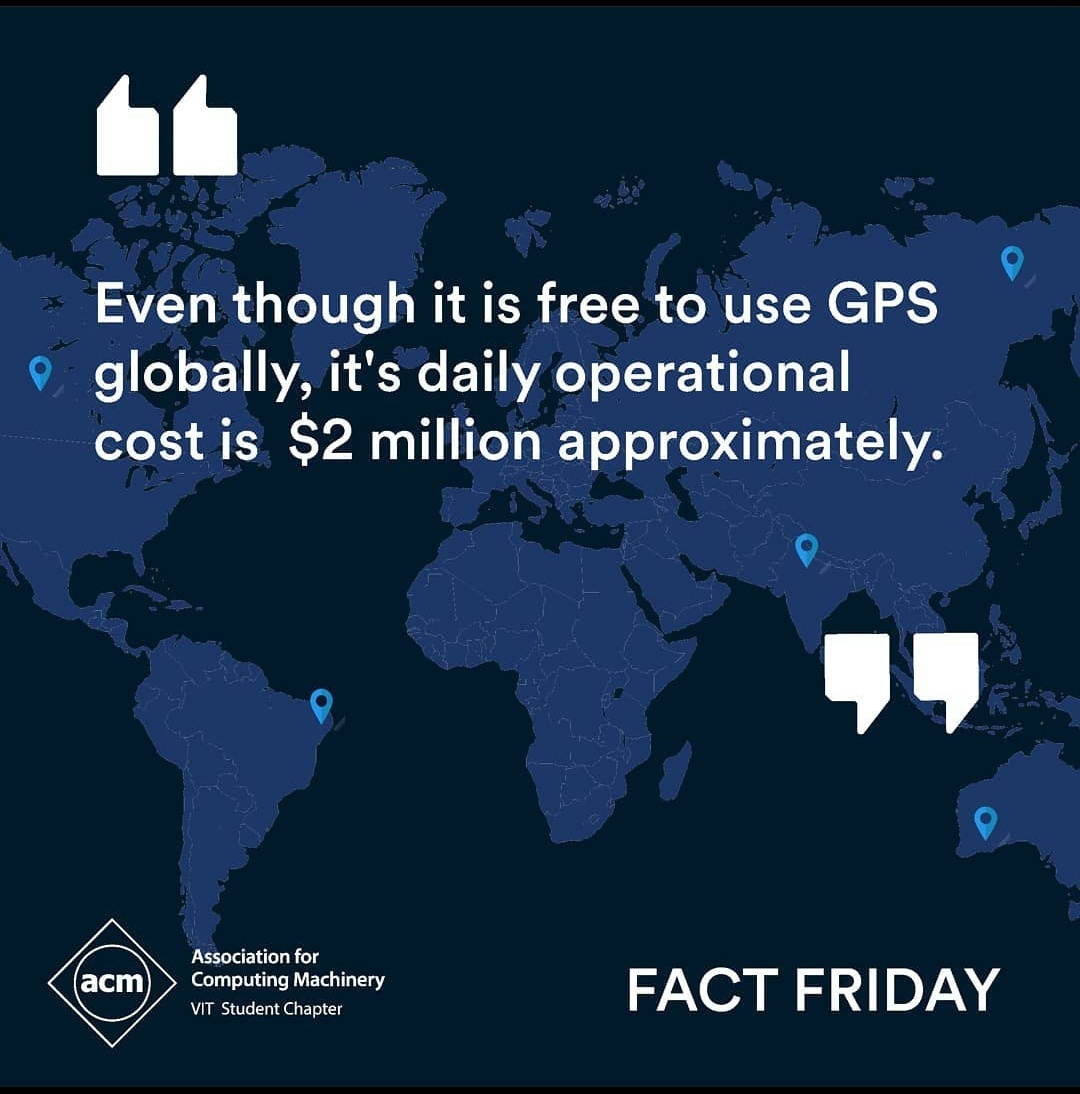 Even though it is free to use GPS
globally, it's daily operational
cost is $2 million approximately.
acm
Association for
Computing Machinery
VIT Student Chapter
FACT FRIDAY